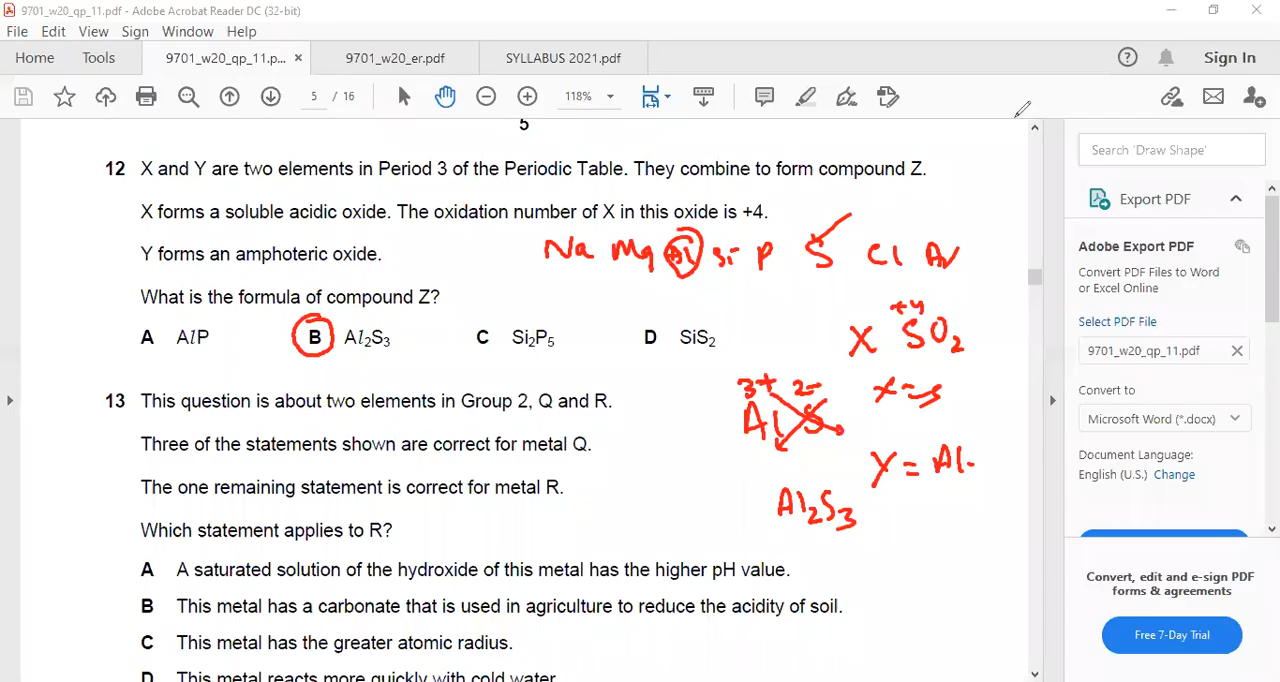 9701_w20_qp_11.pdf - Adobe Acrobat Reader DC (32-bit)
File Edit View Sign Window Help
Home Tools 9701_w20_qp_11.p... × 9701_w20_er.pdf SYLLABUS 2021.pdf Sign In
5 / 16 118%
5
12 X and Y are two elements in Period 3 of the Periodic Table. They combine to form compound Z.
X forms a soluble acidic oxide. The oxidation number of X in this oxide is +4.
Y forms an amphoteric oxide.
Na Mg Al Si P S Cl Ar
What is the formula of compound Z?
A AlP B Al₂S₃ C Si₂P₅ D SiS₂
+4
X SO₂
3+ 2-
Al S
x = s
Y = Al
Al₂S₃
13 This question is about two elements in Group 2, Q and R.
Three of the statements shown are correct for metal Q.
The one remaining statement is correct for metal R.
Which statement applies to R?
A A saturated solution of the hydroxide of this metal has the higher pH value.
B This metal has a carbonate that is used in agriculture to reduce the acidity of soil.
C This metal has the greater atomic radius.
D This metal reacts more quickly with cold water.
Search 'Draw Shape'
Export PDF
Adobe Export PDF
Convert PDF Files to Word
or Excel Online
Select PDF File
9701_w20_qp_11.pdf
Convert to
Microsoft Word (*.docx)
Document Language:
English (U.S.) Change
Convert, edit and e-sign PDF
forms & agreements
Free 7-Day Trial